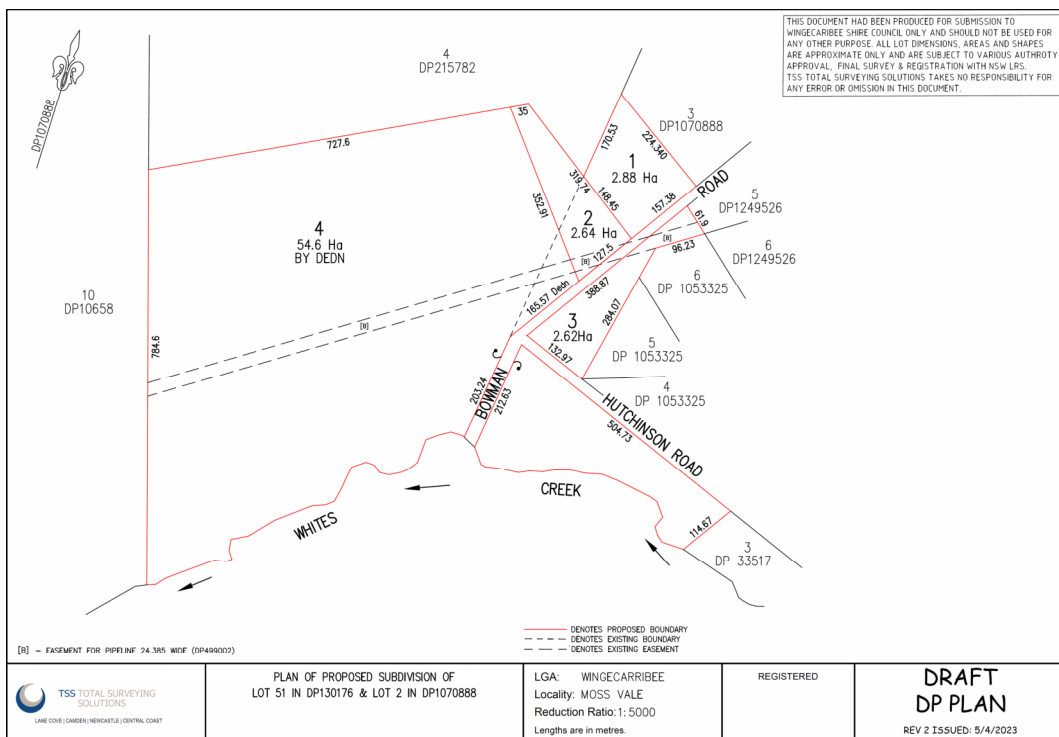 THIS DOCUMENT HAD BEEN PRODUCED FOR SUBMISSION TO
WINGECARIBEE SHIRE COUNCIL ONLY AND SHOULD NOT BE USED FOR
ANY OTHER PURPOSE. ALL LOT DIMENSIONS, AREAS AND SHAPES
ARE APPROXIMATE ONLY AND ARE SUBJECT TO VARIOUS AUTHROTY
APPROVAL, FINAL SURVEY & REGISTRATION WITH NSW LRS.
TSS TOTAL SURVEYING SOLUTIONS TAKES NO RESPONSIBILITY FOR
ANY ERROR OR OMISSION IN THIS DOCUMENT.
DP1070888
4
DP215782
35
727.6
170.53
3
DP1070888
224.340
1
2.88 Ha
319.74
148.45
157.38
ROAD
5
DP1249526
61.9
352.91
2
2.64 Ha
4
54.6 Ha
BY DEDN
[B]
127.5
[B]
96.23
6
DP1249526
6
DP 1053325
10
DP10658
165.57 Dedn
388.87
284.07
[B]
3
2.62Ha
784.6
132.97
5
DP 1053325
4
DP 1053325
203.24
BOWMAN
212.63
HUTCHINSON ROAD
504.73
CREEK
WHITES
114.67
3
DP 33517
DENOTES PROPOSED BOUNDARY
DENOTES EXISTING BOUNDARY
DENOTES EXISTING EASEMENT
[B] – EASEMENT FOR PIPELINE 24.385 WIDE (DP499002)
TSS TOTAL SURVEYING
SOLUTIONS
LANE COVE | CAMDEN | NEWCASTLE | CENTRAL COAST
PLAN OF PROPOSED SUBDIVISION OF
LOT 51 IN DP130176 & LOT 2 IN DP1070888
LGA: WINGECARRIBEE
Locality: MOSS VALE
Reduction Ratio: 1: 5000
Lengths are in metres.
REGISTERED
DRAFT
DP PLAN
REV 2 ISSUED: 5/4/2023